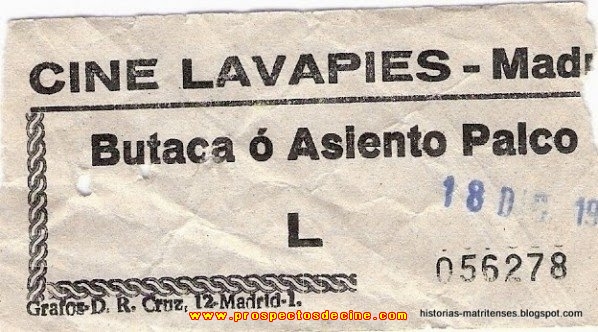 CINE LAVAPIES - Madr
Butaca ó Asiento Palco
18 DIC. 19
L
056278
Grafos-D. R. Cruz, 12-Madrid-1.
www.prospectosdecine.com
historias-matritenses.blogspot.com